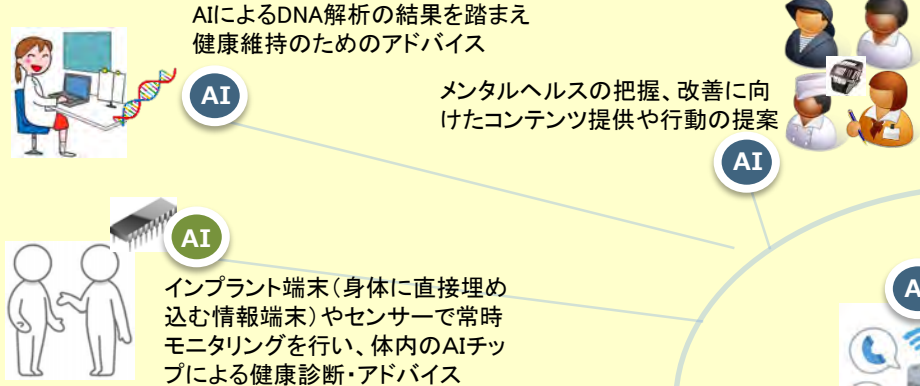 AIによるDNA解析の結果を踏まえ
健康維持のためのアドバイス
AI
メンタルヘルスの把握、改善に向
けたコンテンツ提供や行動の提案
AI
AI
インプラント端末（身体に直接埋め
込む情報端末）やセンサーで常時
モニタリングを行い、体内のAIチッ
プによる健康診断・アドバイス